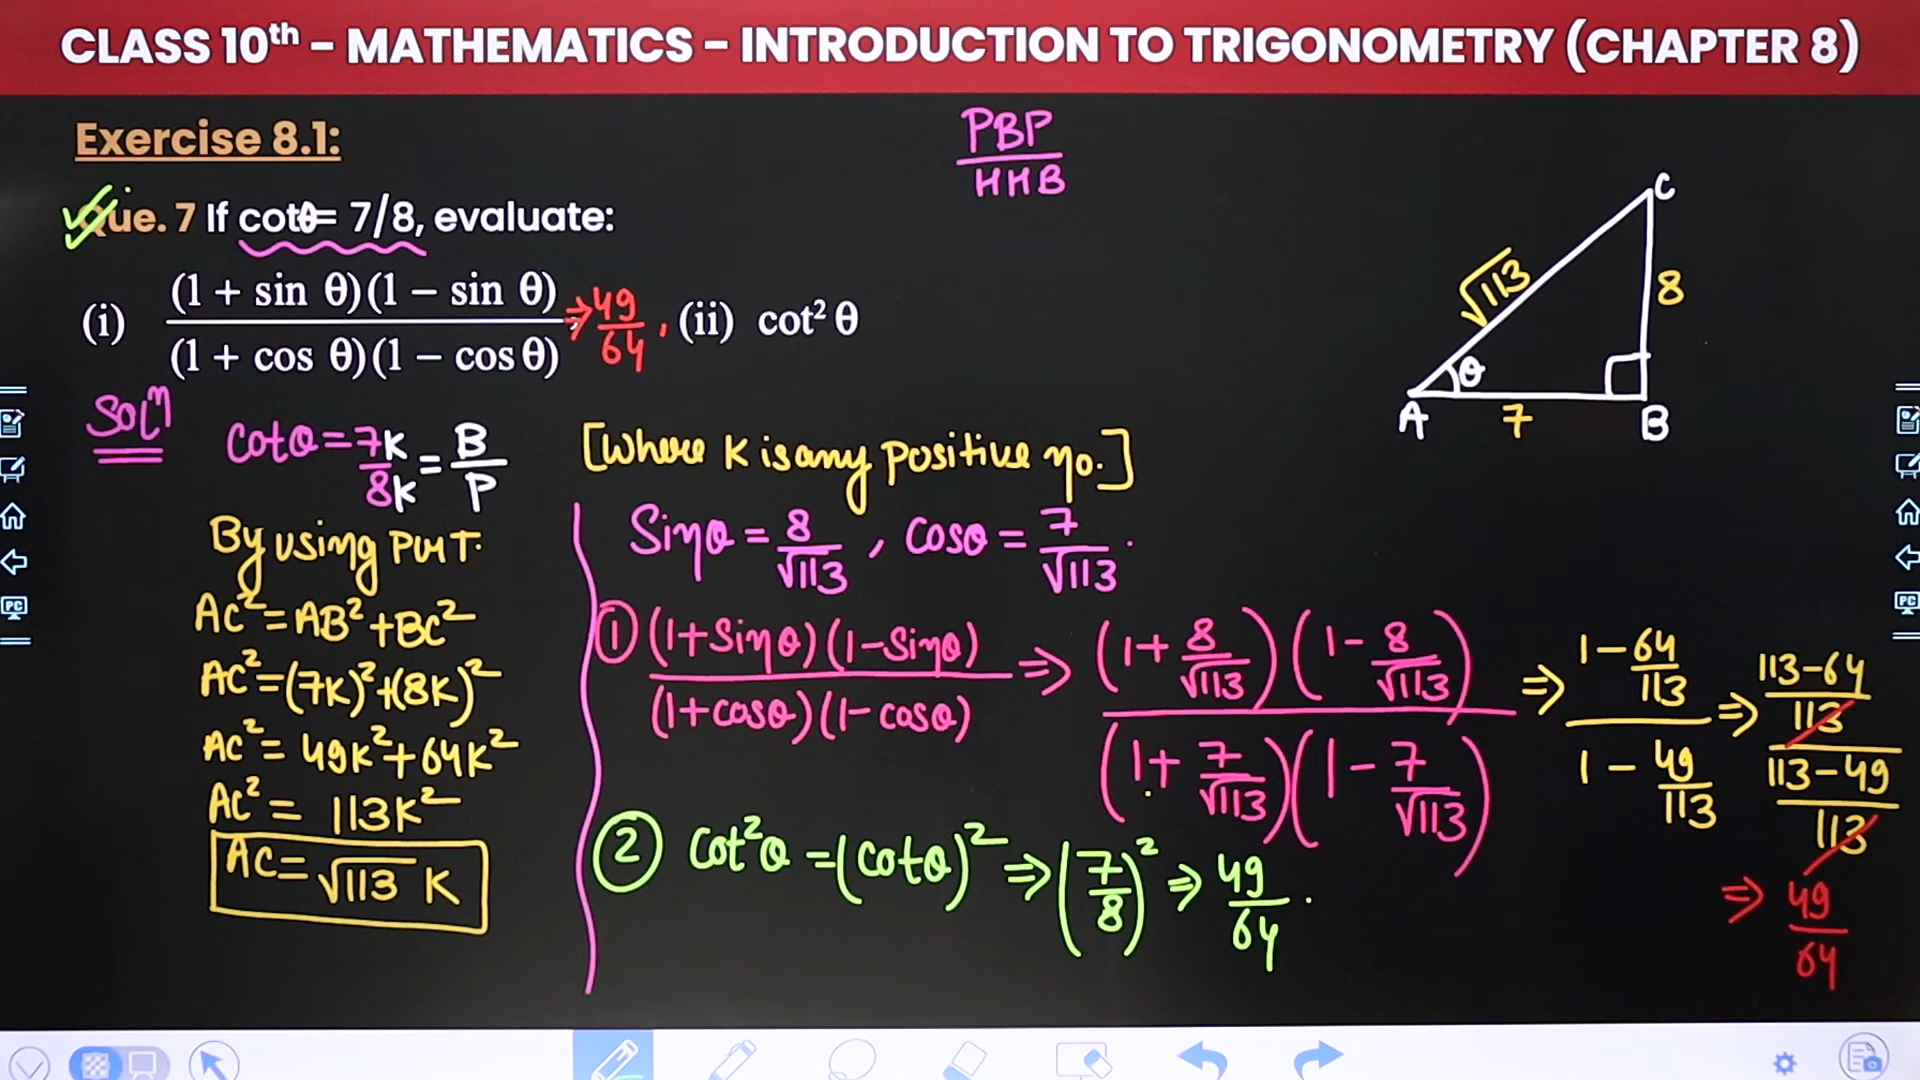 CLASS 10th – MATHEMATICS – INTRODUCTION TO TRIGONOMETRY (CHAPTER 8)
Exercise 8.1:
PBP
HHB
Que. 7 If cotθ= 7/8, evaluate:
(i) (1 + sin θ)(1 − sin θ) / (1 + cos θ)(1 − cos θ) ⇒ 49/64 , (ii) cot² θ
C
√113
8
θ
A
7
B
Solⁿ
Cotθ = 7K/8K = B/P [Where K is any positive no.]
By using PHT.
AC² = AB² + BC²
AC² = (7K)² + (8K)²
AC² = 49K² + 64K²
AC² = 113K²
AC = √113 K
Sinθ = 8/√113 , Cosθ = 7/√113 .
① (1+Sinθ)(1−Sinθ) / (1+cosθ)(1−cosθ) ⇒ (1 + 8/√113)(1 − 8/√113) / (1 + 7/√113)(1 − 7/√113) ⇒ 1 − 64/113 / 1 − 49/113 ⇒ 113−64/113 / 113−49/113
⇒ 49/64
② Cot²θ = (Cotθ)² ⇒ (7/8)² ⇒ 49/64 .
PC
PC